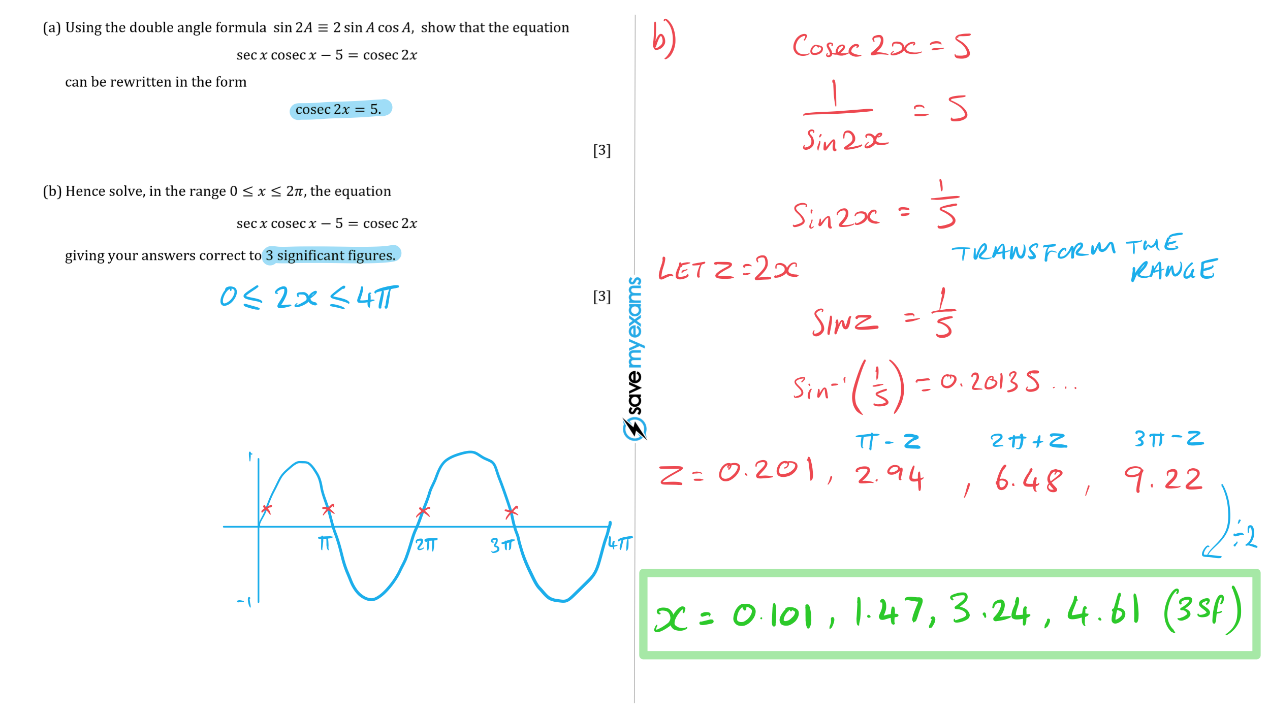 (a) Using the double angle formula sin 2A ≡ 2 sin A cos A, show that the equation
sec x cosec x − 5 = cosec 2x
can be rewritten in the form
cosec 2x = 5.
[3]
(b) Hence solve, in the range 0 ≤ x ≤ 2π, the equation
sec x cosec x − 5 = cosec 2x
giving your answers correct to 3 significant figures.
0 ≤ 2x ≤ 4π
[3]
1
π 2π 3π 4π
-1
savemyexams
b)
Cosec 2x = 5
1/Sin 2x = 5
Sin 2x = 1/5
TRANSFORM THE
RANGE
LET Z = 2x
SIN Z = 1/5
Sin⁻¹(1/5) = 0.20135 ...
π - Z 2π + Z 3π - Z
Z = 0.201, 2.94, 6.48, 9.22
÷2
x = 0.101, 1.47, 3.24, 4.61 (3sf)